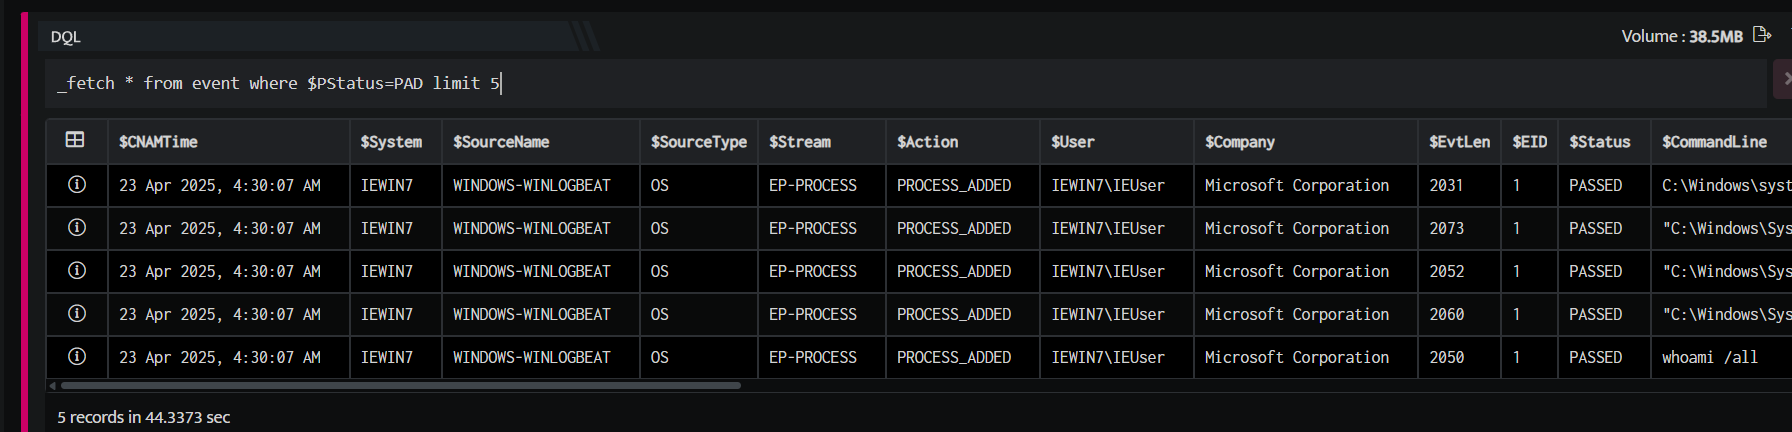 DQL
Volume : 38.5MB
_fetch * from event where $PStatus=PAD limit 5
$CNAMTime $System $SourceName $SourceType $Stream $Action $User $Company $EvtLen $EID $Status $CommandLine
23 Apr 2025, 4:30:07 AM IEWIN7 WINDOWS-WINLOGBEAT OS EP-PROCESS PROCESS_ADDED IEWIN7\IEUser Microsoft Corporation 2031 1 PASSED C:\Windows\syst
23 Apr 2025, 4:30:07 AM IEWIN7 WINDOWS-WINLOGBEAT OS EP-PROCESS PROCESS_ADDED IEWIN7\IEUser Microsoft Corporation 2073 1 PASSED "C:\Windows\Sys
23 Apr 2025, 4:30:07 AM IEWIN7 WINDOWS-WINLOGBEAT OS EP-PROCESS PROCESS_ADDED IEWIN7\IEUser Microsoft Corporation 2052 1 PASSED "C:\Windows\Sys
23 Apr 2025, 4:30:07 AM IEWIN7 WINDOWS-WINLOGBEAT OS EP-PROCESS PROCESS_ADDED IEWIN7\IEUser Microsoft Corporation 2060 1 PASSED "C:\Windows\Sys
23 Apr 2025, 4:30:07 AM IEWIN7 WINDOWS-WINLOGBEAT OS EP-PROCESS PROCESS_ADDED IEWIN7\IEUser Microsoft Corporation 2050 1 PASSED whoami /all
5 records in 44.3373 sec